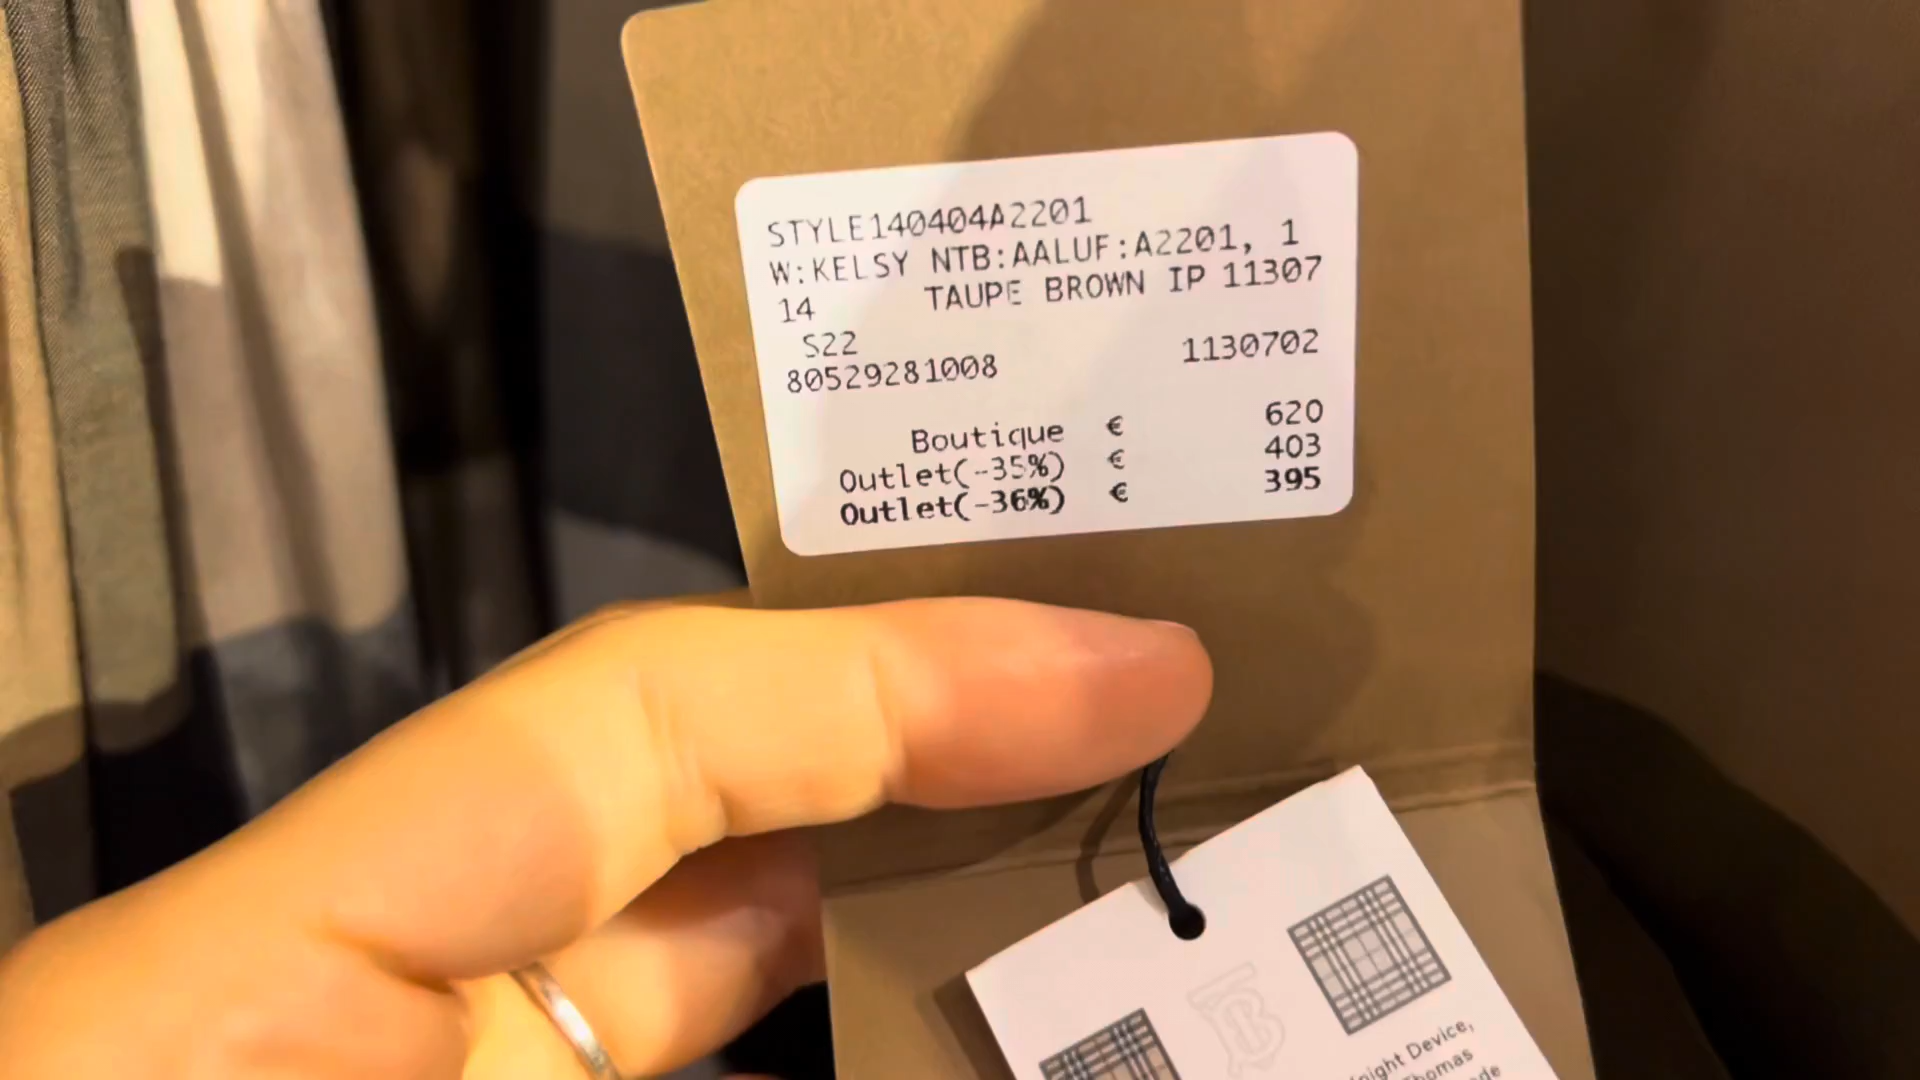 STYLE140404A2201
W:KELSY NTB:AALUF:A2201, 1
14 TAUPE BROWN IP 11307
S22
80529281008 1130702
Boutique € 620
Outlet(-35%) € 403
Outlet(-36%) € 395
Device,